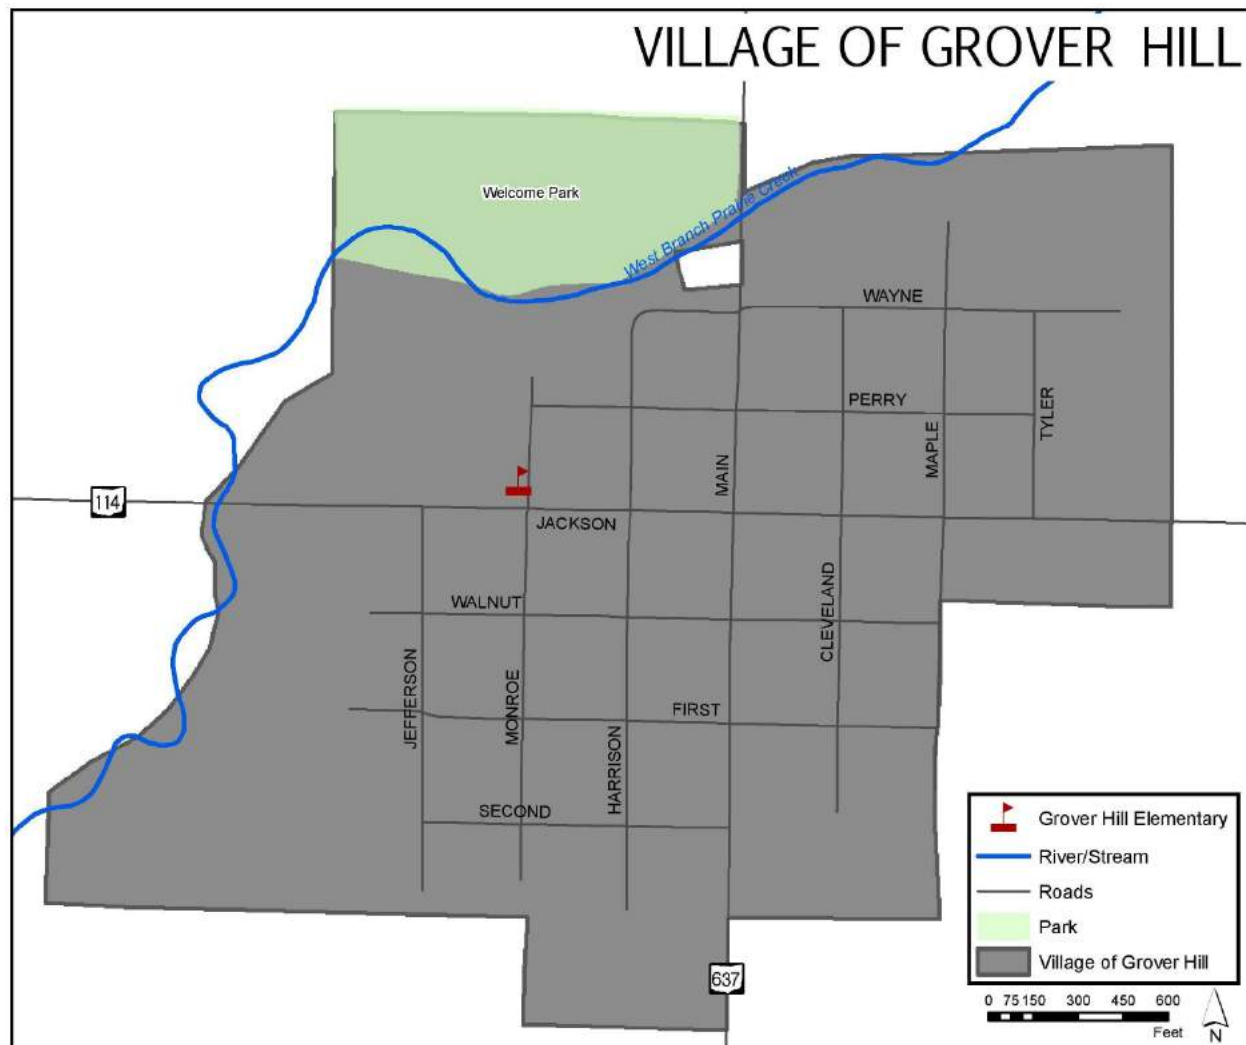 VILLAGE OF GROVER HILL
Welcome Park
West Branch Prairie Creek
WAYNE
PERRY
TYLER
MAPLE
MAIN
114
JACKSON
CLEVELAND
WALNUT
JEFFERSON
MONROE
FIRST
HARRISON
SECOND
637
Grover Hill Elementary
River/Stream
Roads
Park
Village of Grover Hill
0 75 150 300 450 600
Feet
N